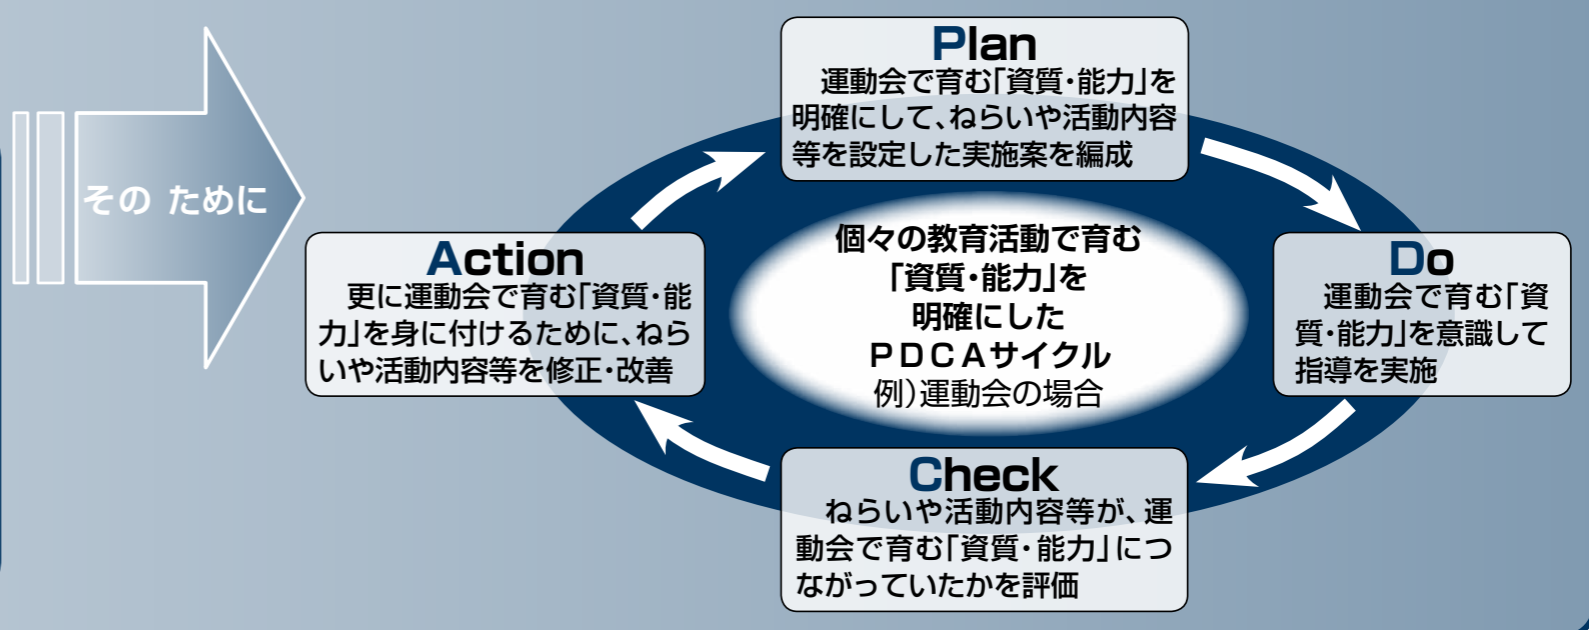 その ために
Plan
運動会で育む「資質・能力」を
明確にして、ねらいや活動内容
等を設定した実施案を編成
個々の教育活動で育む
「資質・能力」を
明確にした
PDCAサイクル
例)運動会の場合
Action
更に運動会で育む「資質・能
力」を身に付けるために、ねら
いや活動内容等を修正・改善
Do
運動会で育む「資
質・能力」を意識して
指導を実施
Check
ねらいや活動内容等が、運
動会で育む「資質・能力」につ
ながっていたかを評価